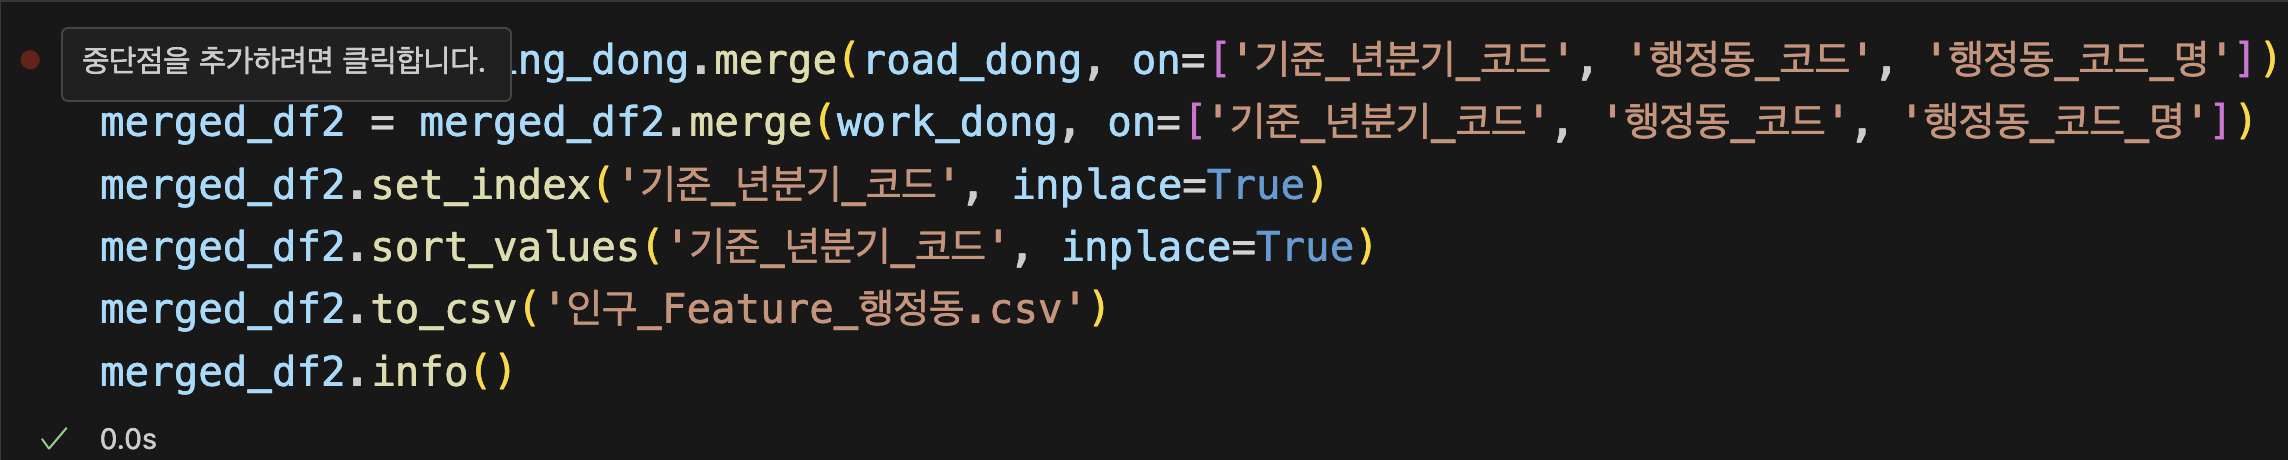 중단점을 추가하려면 클릭합니다.
ng_dong.merge(road_dong, on=['기준_년분기_코드', '행정동_코드', '행정동_코드_명'])
merged_df2 = merged_df2.merge(work_dong, on=['기준_년분기_코드', '행정동_코드', '행정동_코드_명'])
merged_df2.set_index('기준_년분기_코드', inplace=True)
merged_df2.sort_values('기준_년분기_코드', inplace=True)
merged_df2.to_csv('인구_Feature_행정동.csv')
merged_df2.info()
0.0s